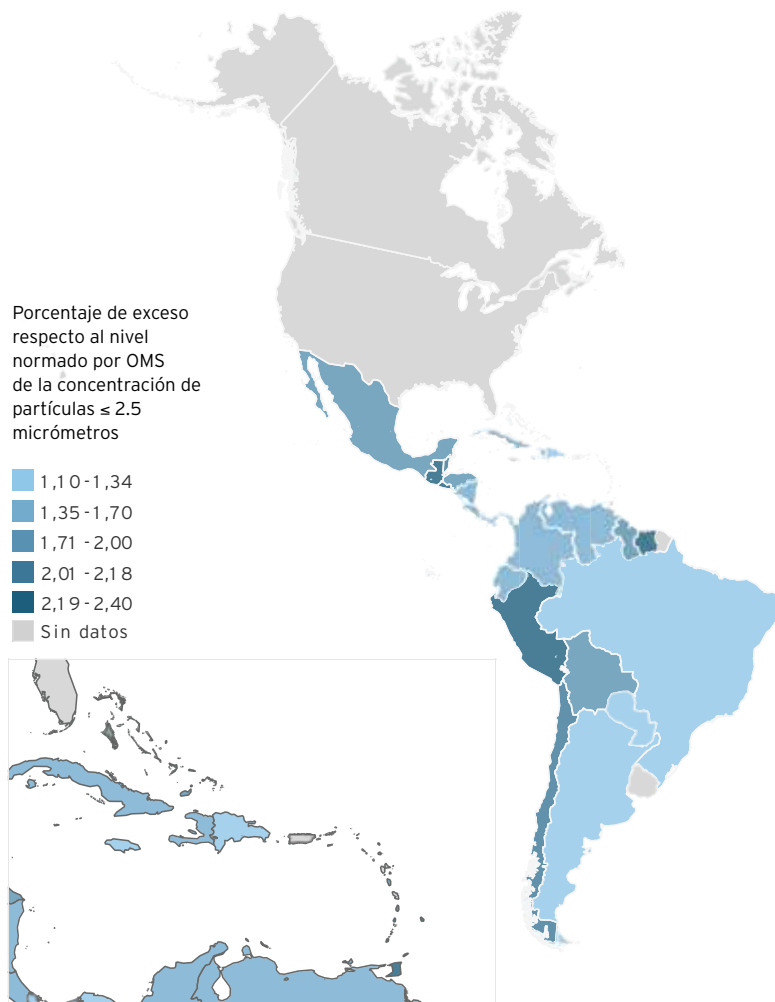 Porcentaje de exceso
respecto al nivel
normado por OMS
de la concentración de
partículas ≤ 2.5
micrómetros
1,10-1,34
1,35-1,70
1,71 -2,00
2,01 -2,18
2,19-2,40
Sin datos